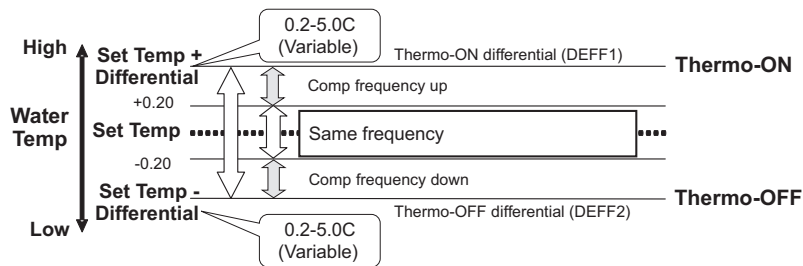 0.2-5.0C
(Variable)
High
Set Temp +
Differential
Thermo-ON differential (DEFF1)
Thermo-ON
Comp frequency up
+0.20
Water
Temp
Set Temp
Same frequency
-0.20
Comp frequency down
Set Temp -
Differential
Thermo-OFF
Thermo-OFF differential (DEFF2)
Low
0.2-5.0C
(Variable)